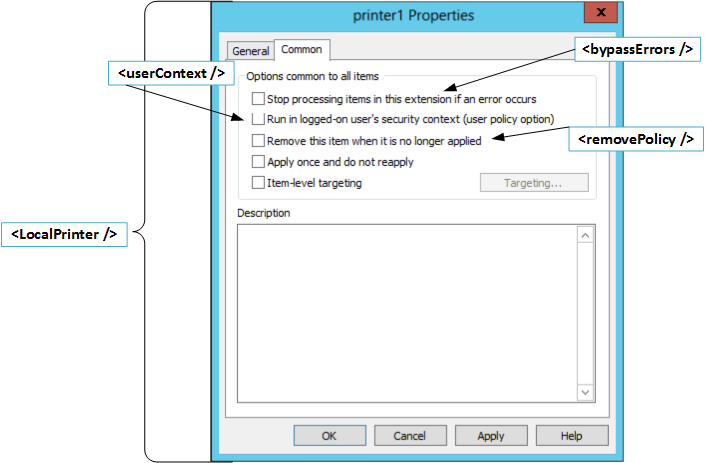 printer1 Properties
x
General
Common
<bypassErrors />
<userContext />
Options common to all items
Stop processing items in this extension if an error occurs
Run in logged-on user's security context (user policy option)
Remove this item when it is no longer applied
<removePolicy />
Apply once and do not reapply
Item-level targeting
Targeting...
Description
<LocalPrinter />
OK
Cancel
Apply
Help